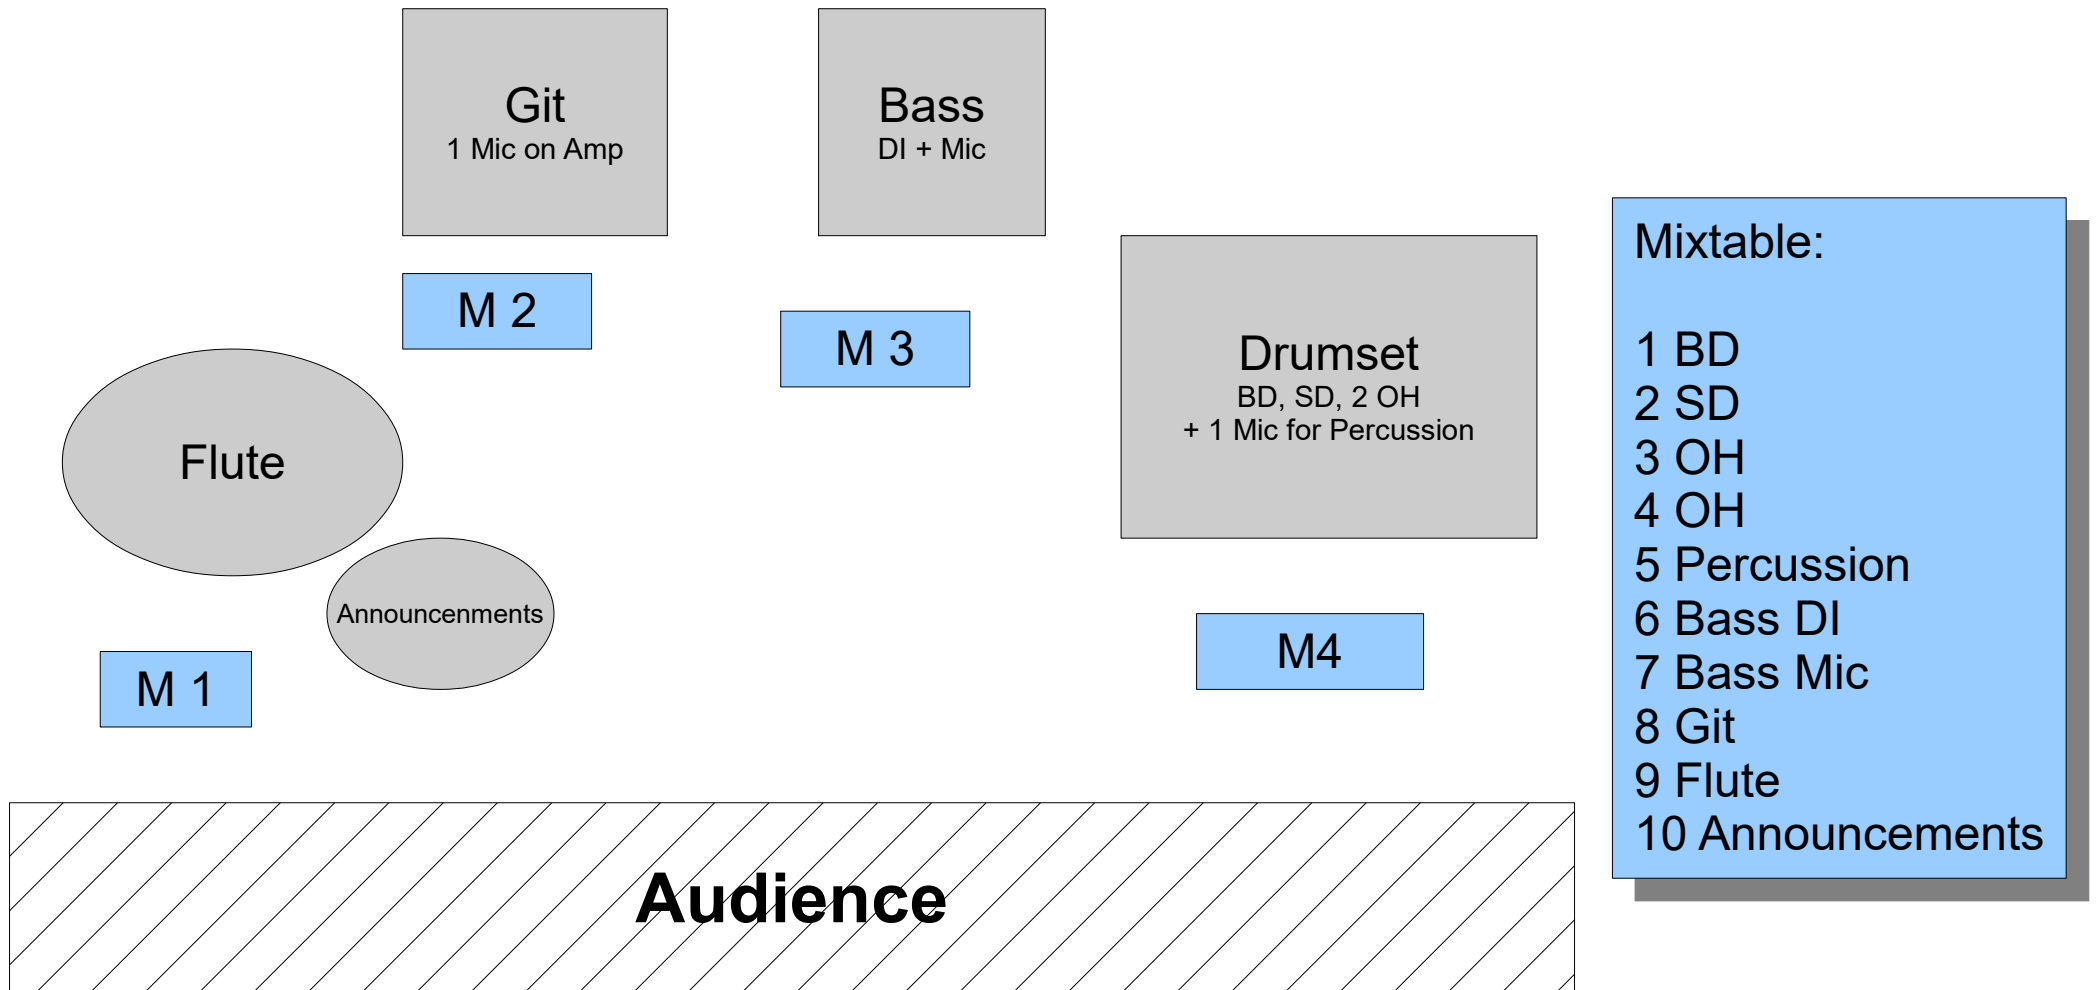 Git
1 Mic on Amp
Bass
DI + Mic
M 2
M 3
Drumset
BD, SD, 2 OH
+ 1 Mic for Percussion
Flute
Announcenments
M 1
M4
Audience
Mixtable:
1 BD
2 SD
3 OH
4 OH
5 Percussion
6 Bass DI
7 Bass Mic
8 Git
9 Flute
10 Announcements